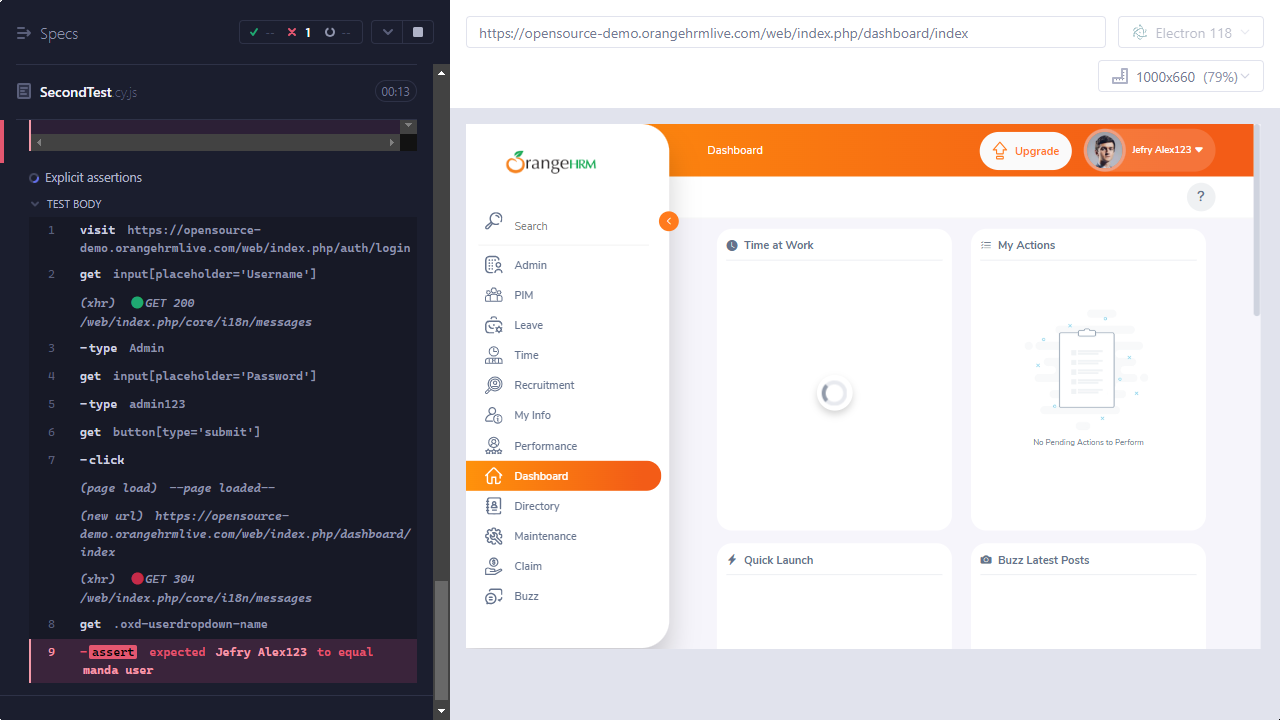 Specs
-- 1 --
SecondTest.cy.js
00:13
Explicit assertions
TEST BODY
1 visit https://opensource-
demo.orangehrmlive.com/web/index.php/auth/login
2 get input[placeholder='Username']
(xhr) GET 200
/web/index.php/core/i18n/messages
3 -type Admin
4 get input[placeholder='Password']
5 -type admin123
6 get button[type='submit']
7 -click
(page load) --page loaded--
(new url) https://opensource-
demo.orangehrmlive.com/web/index.php/dashboard/
index
(xhr) GET 304
/web/index.php/core/i18n/messages
8 get .oxd-userdropdown-name
9 -assert expected Jefry Alex123 to equal
manda user
https://opensource-demo.orangehrmlive.com/web/index.php/dashboard/index
Electron 118
1000x660 (79%)
OrangeHRM
Search
Admin
PIM
Leave
Time
Recruitment
My Info
Performance
Dashboard
Directory
Maintenance
Claim
Buzz
Dashboard
Upgrade
Jefry Alex123
?
Time at Work
My Actions
No Pending Actions to Perform
Quick Launch
Buzz Latest Posts